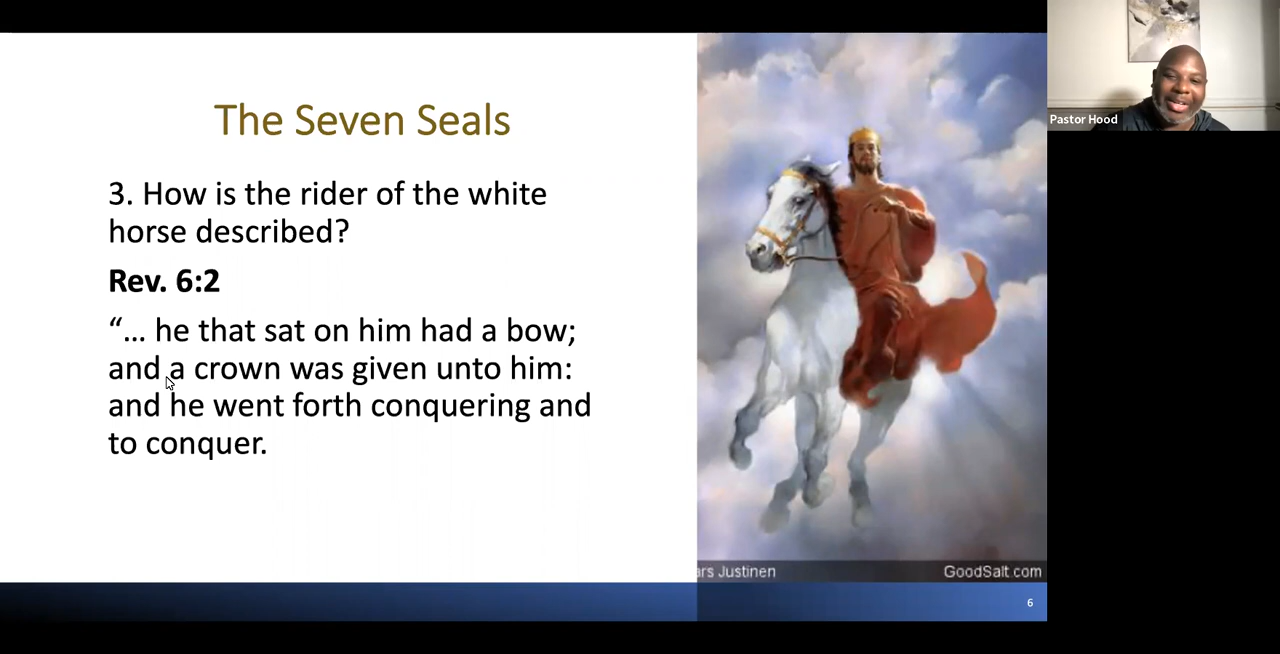 The Seven Seals
3. How is the rider of the white
horse described?
Rev. 6:2
“... he that sat on him had a bow;
and a crown was given unto him:
and he went forth conquering and
to conquer.
ars Justinen
GoodSalt.com
6
Pastor Hood